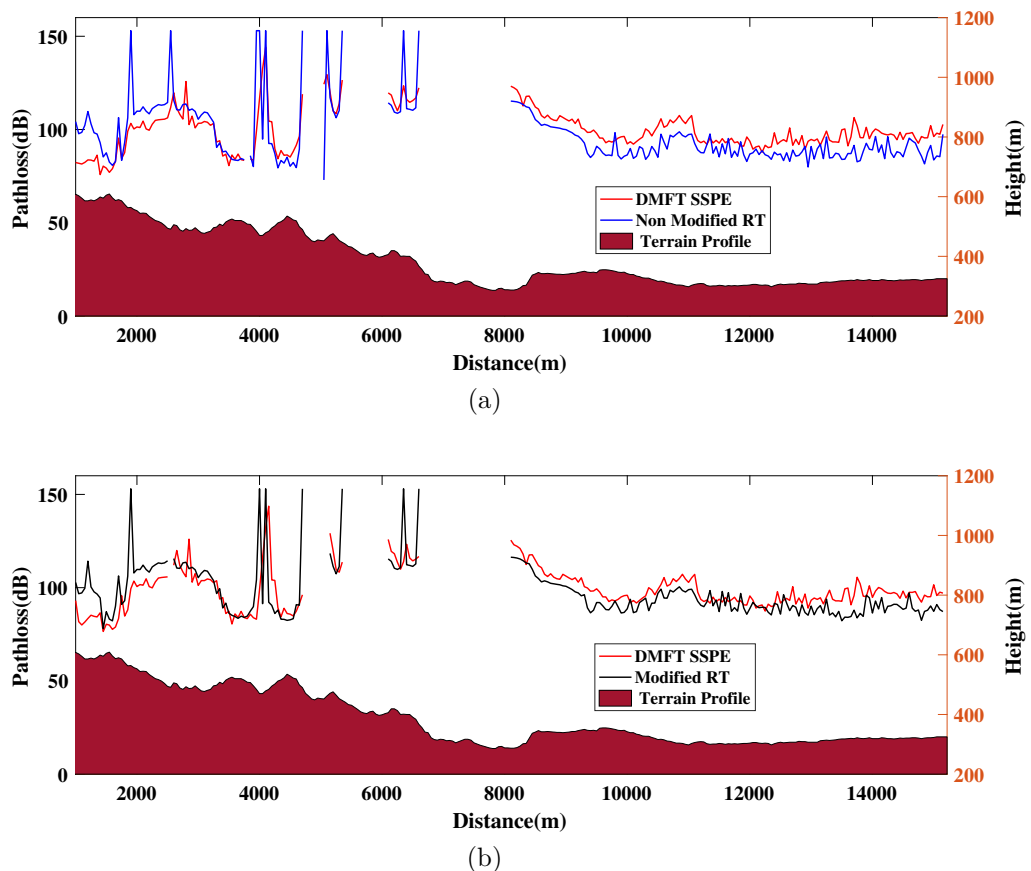 150
100
50
0
Pathloss(dB)
1200
1000
800
600
400
200
Height(m)
DMFT SSPE
Non Modified RT
Terrain Profile
2000 4000 6000 8000 10000 12000 14000
Distance(m)
(a)
150
100
50
0
Pathloss(dB)
1200
1000
800
600
400
200
Height(m)
DMFT SSPE
Modified RT
Terrain Profile
2000 4000 6000 8000 10000 12000 14000
Distance(m)
(b)